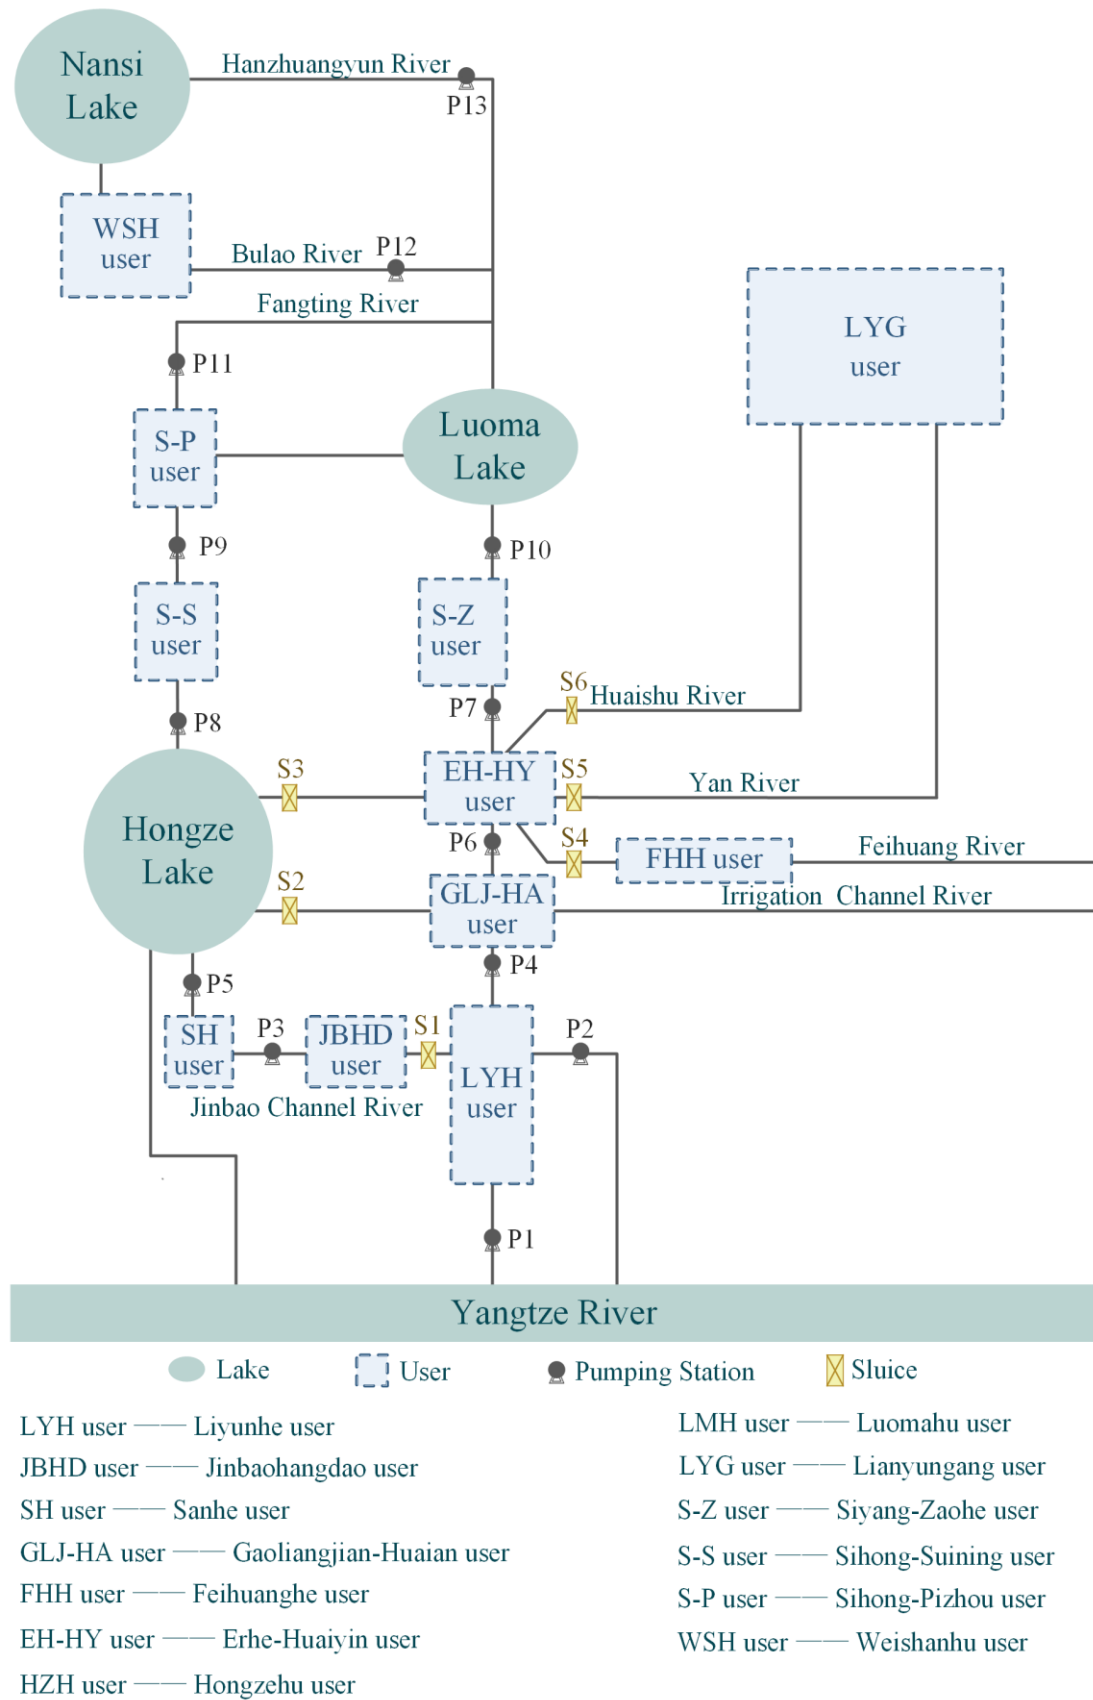 Nansi
Lake
Hanzhuangyun River
P13
WSH
user
Bulao River
P12
Fangting River
P11
LYG
user
S-P
user
Luoma
Lake
P9
P10
S-S
user
S-Z
user
P8
P7
S6
Huaishu River
S3
EH-HY
user
S5
Yan River
Hongze
Lake
P6
S4
FHH user
Feihuang River
S2
GLJ-HA
user
Irrigation Channel River
P5
P4
SH
user
P3
JBHD
user
S1
P2
LYH
user
Jinbao Channel River
P1
Yangtze River
Lake
User
Pumping Station
Sluice
LYH user —— Liyunhe user
JBHD user —— Jinbaohangdao user
SH user —— Sanhe user
GLJ-HA user —— Gaoliangjian-Huaian user
FHH user —— Feihuanghe user
EH-HY user —— Erhe-Huaiyin user
HZH user —— Hongzehu user
LMH user —— Luomahu user
LYG user —— Lianyungang user
S-Z user —— Siyang-Zaohe user
S-S user —— Sihong-Suining user
S-P user —— Sihong-Pizhou user
WSH user —— Weishanhu user